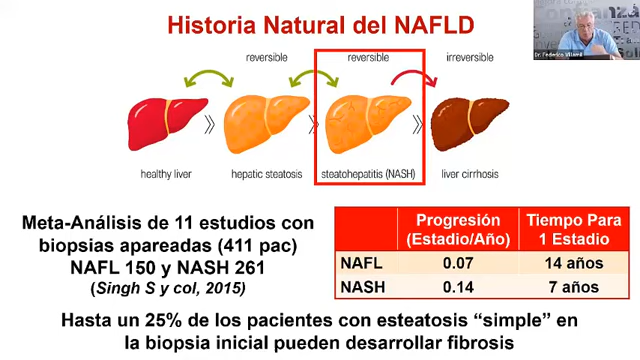 Historia Natural del NAFLD
Dr. Federico Villamil
reversible
reversible
irreversible
healthy liver
hepatic steatosis
steatohepatitis (NASH)
liver cirrhosis
Meta-Análisis de 11 estudios con
biopsias apareadas (411 pac)
NAFL 150 y NASH 261
(Singh S y col, 2015)
Progresión (Estadio/Año) Tiempo Para 1 Estadio
NAFL 0.07 14 años
NASH 0.14 7 años
Hasta un 25% de los pacientes con esteatosis “simple” en
la biopsia inicial pueden desarrollar fibrosis